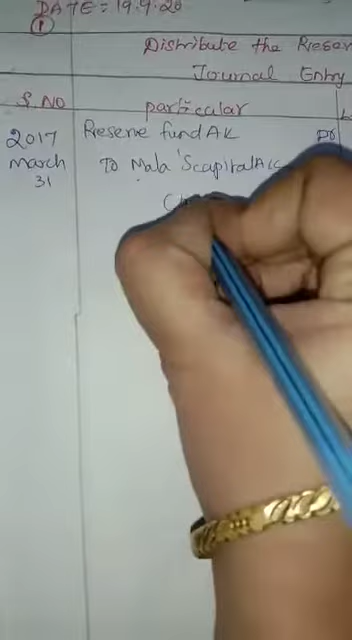 DATE = 19.9.20
1
Distribute the Reser
Journal Entry
S.NO particular
2017 Reserve fund A/c Dr
March To Mala's capital A/c
31